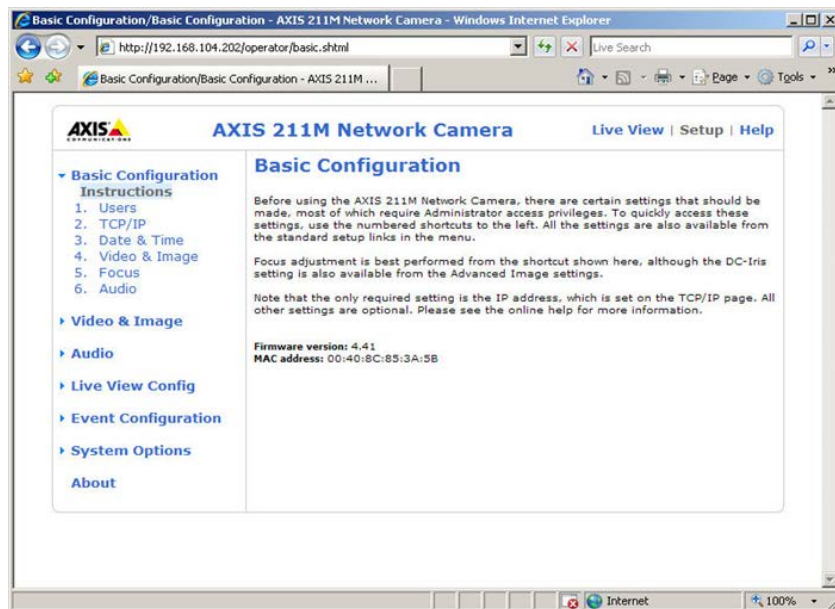 Basic Configuration/Basic Configuration - AXIS 211M Network Camera - Windows Internet Explorer
http://192.168.104.202/operator/basic.shtml
Live Search
Basic Configuration/Basic Configuration - AXIS 211M ...
Page
Tools
AXIS
COMMUNICATIONS
AXIS 211M Network Camera
Live View | Setup | Help
Basic Configuration
Instructions
1. Users
2. TCP/IP
3. Date & Time
4. Video & Image
5. Focus
6. Audio
Video & Image
Audio
Live View Config
Event Configuration
System Options
About
Basic Configuration
Before using the AXIS 211M Network Camera, there are certain settings that should be
made, most of which require Administrator access privileges. To quickly access these
settings, use the numbered shortcuts to the left. All the settings are also available from
the standard setup links in the menu.
Focus adjustment is best performed from the shortcut shown here, although the DC-Iris
setting is also available from the Advanced Image settings.
Note that the only required setting is the IP address, which is set on the TCP/IP page. All
other settings are optional. Please see the online help for more information.
Firmware version: 4.41
MAC address: 00:40:8C:85:3A:5B
Internet
100%